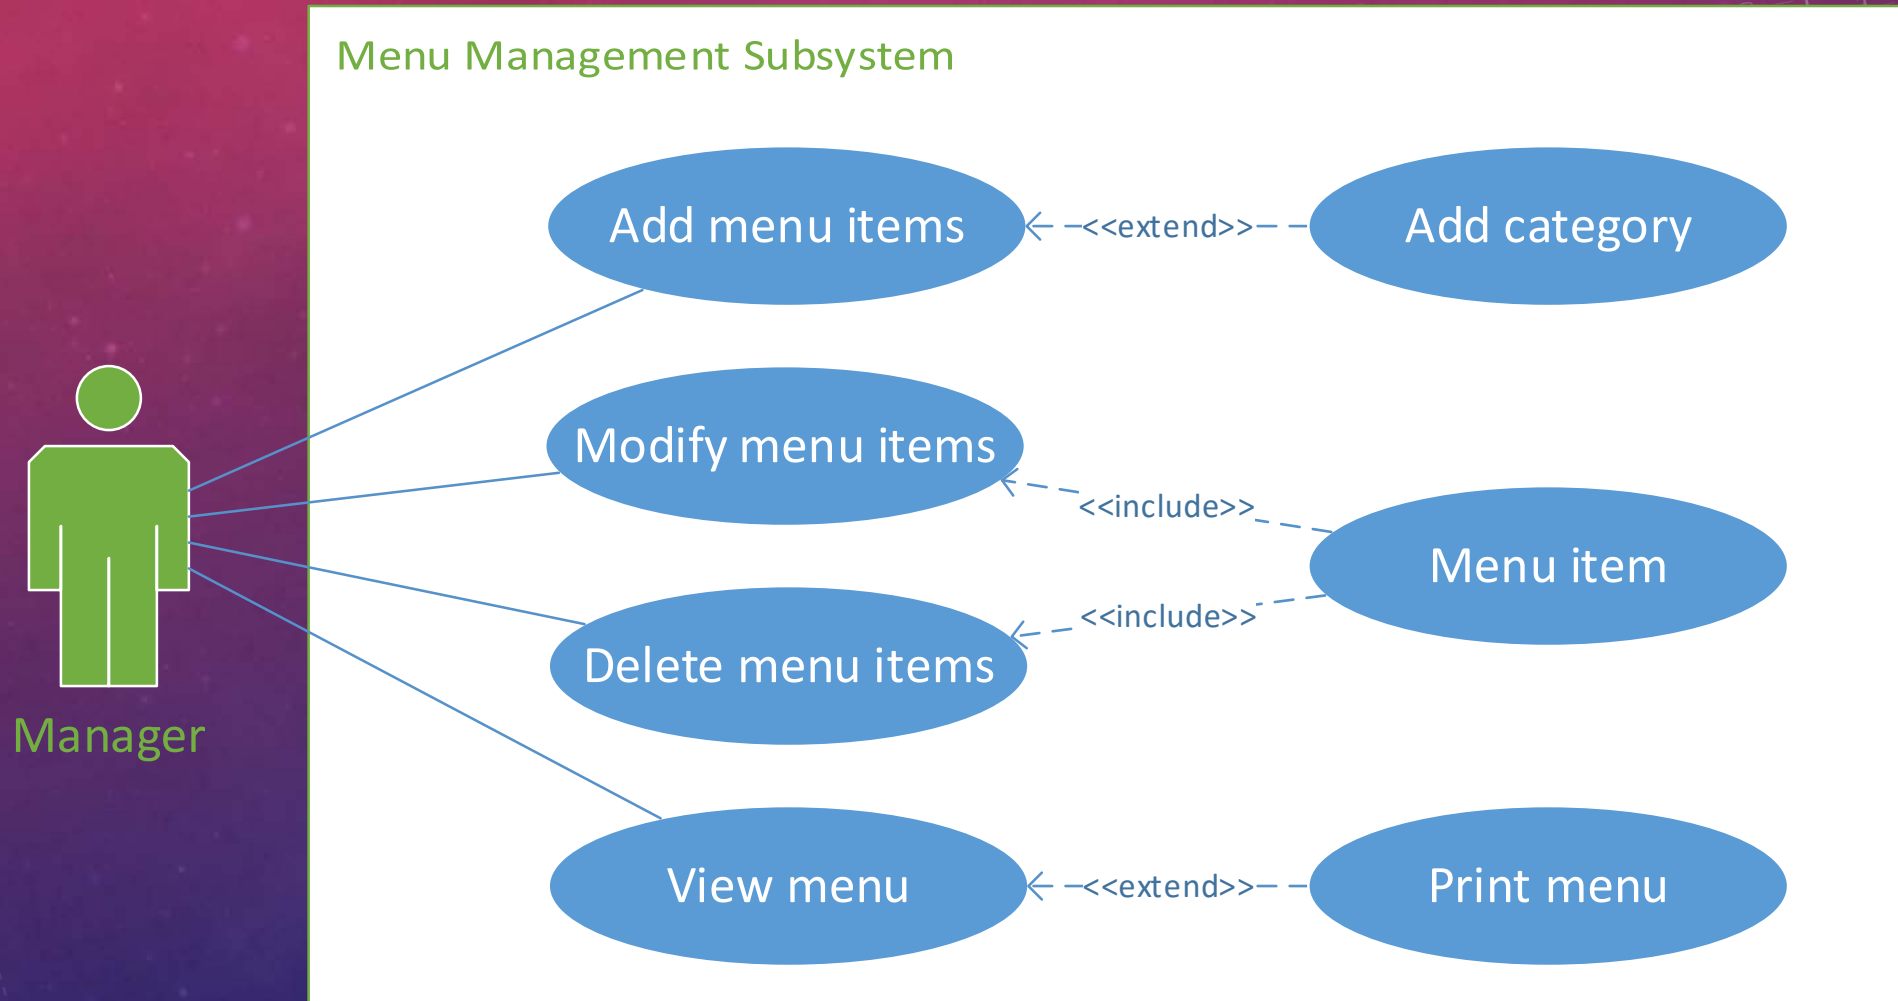 Menu Management Subsystem
Add menu items
<<extend>>
Add category
Modify menu items
<<include>>
Menu item
<<include>>
Delete menu items
Manager
View menu
<<extend>>
Print menu